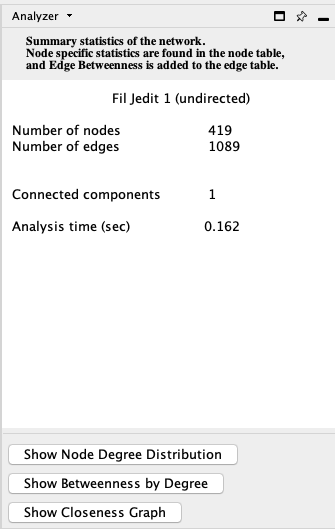 Analyzer
Summary statistics of the network.
Node specific statistics are found in the node table,
and Edge Betweenness is added to the edge table.
Fil Jedit 1 (undirected)
Number of nodes 419
Number of edges 1089
Connected components 1
Analysis time (sec) 0.162
Show Node Degree Distribution
Show Betweenness by Degree
Show Closeness Graph